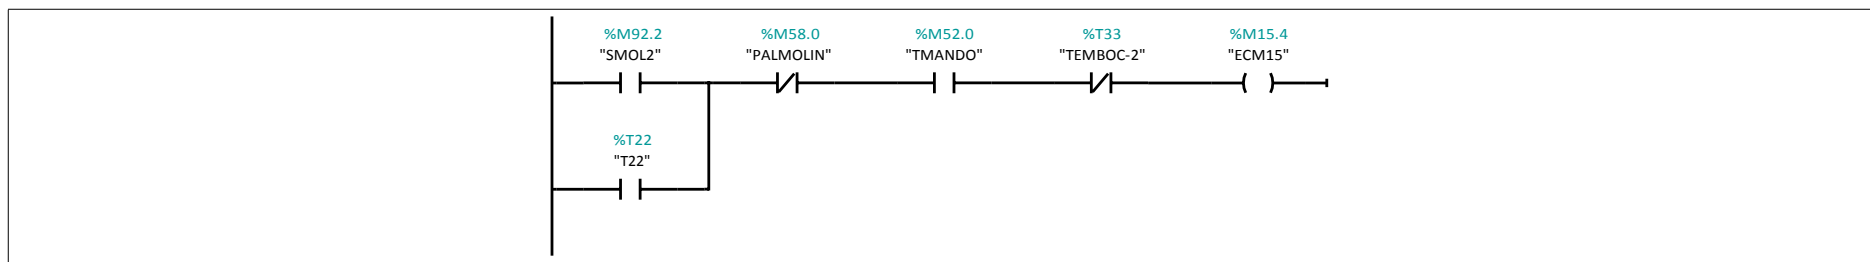 %M92.2 %M58.0 %M52.0 %T33 %M15.4
"SMOL2" "PALMOLIN" "TMANDO" "TEMBOC-2" "ECM15"
%T22
"T22"